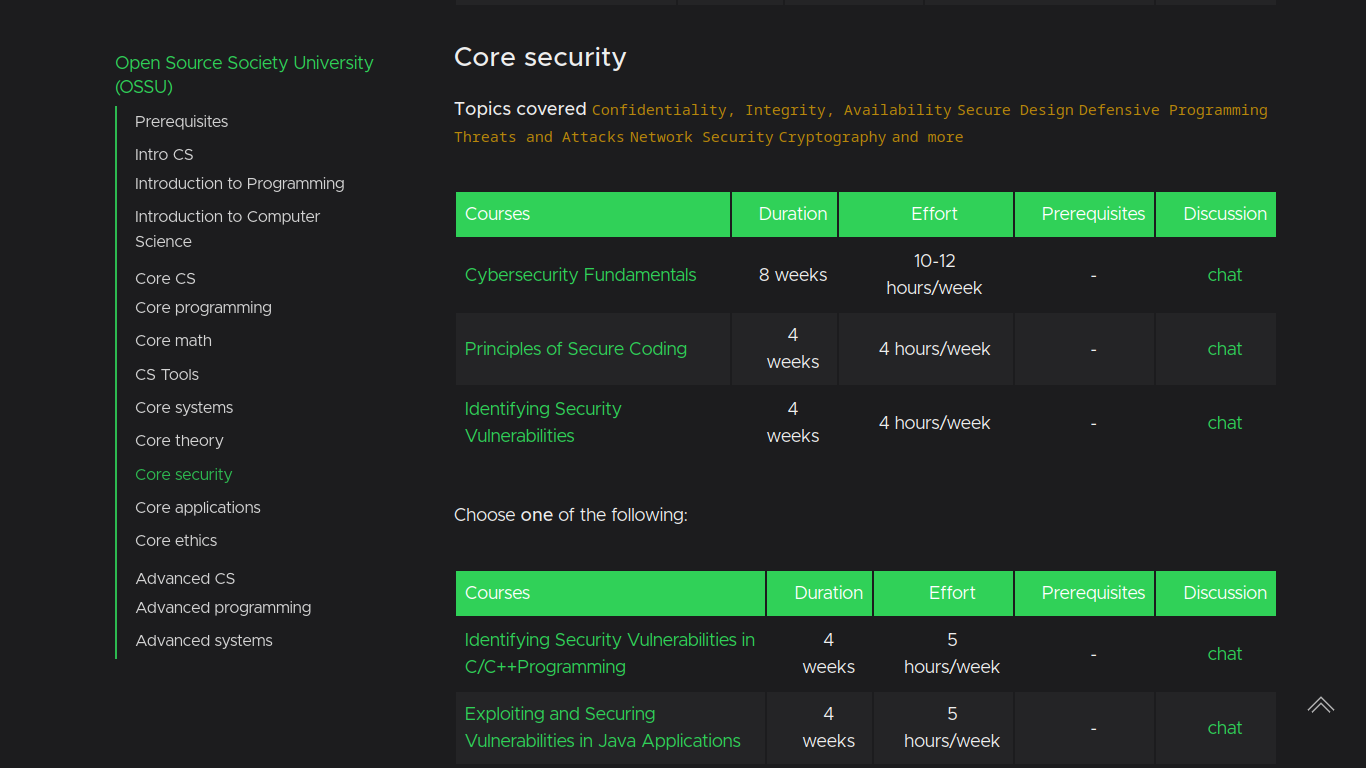 Open Source Society University
(OSSU)
Prerequisites
Intro CS
Introduction to Programming
Introduction to Computer
Science
Core CS
Core programming
Core math
CS Tools
Core systems
Core theory
Core security
Core applications
Core ethics
Advanced CS
Advanced programming
Advanced systems
Core security
Topics covered Confidentiality, Integrity, Availability Secure Design Defensive Programming
Threats and Attacks Network Security Cryptography and more
Courses Duration Effort Prerequisites Discussion
Cybersecurity Fundamentals 8 weeks 10-12 hours/week - chat
Principles of Secure Coding 4 weeks 4 hours/week - chat
Identifying Security Vulnerabilities 4 weeks 4 hours/week - chat
Choose one of the following:
Courses Duration Effort Prerequisites Discussion
Identifying Security Vulnerabilities in C/C++Programming 4 weeks 5 hours/week - chat
Exploiting and Securing Vulnerabilities in Java Applications 4 weeks 5 hours/week - chat